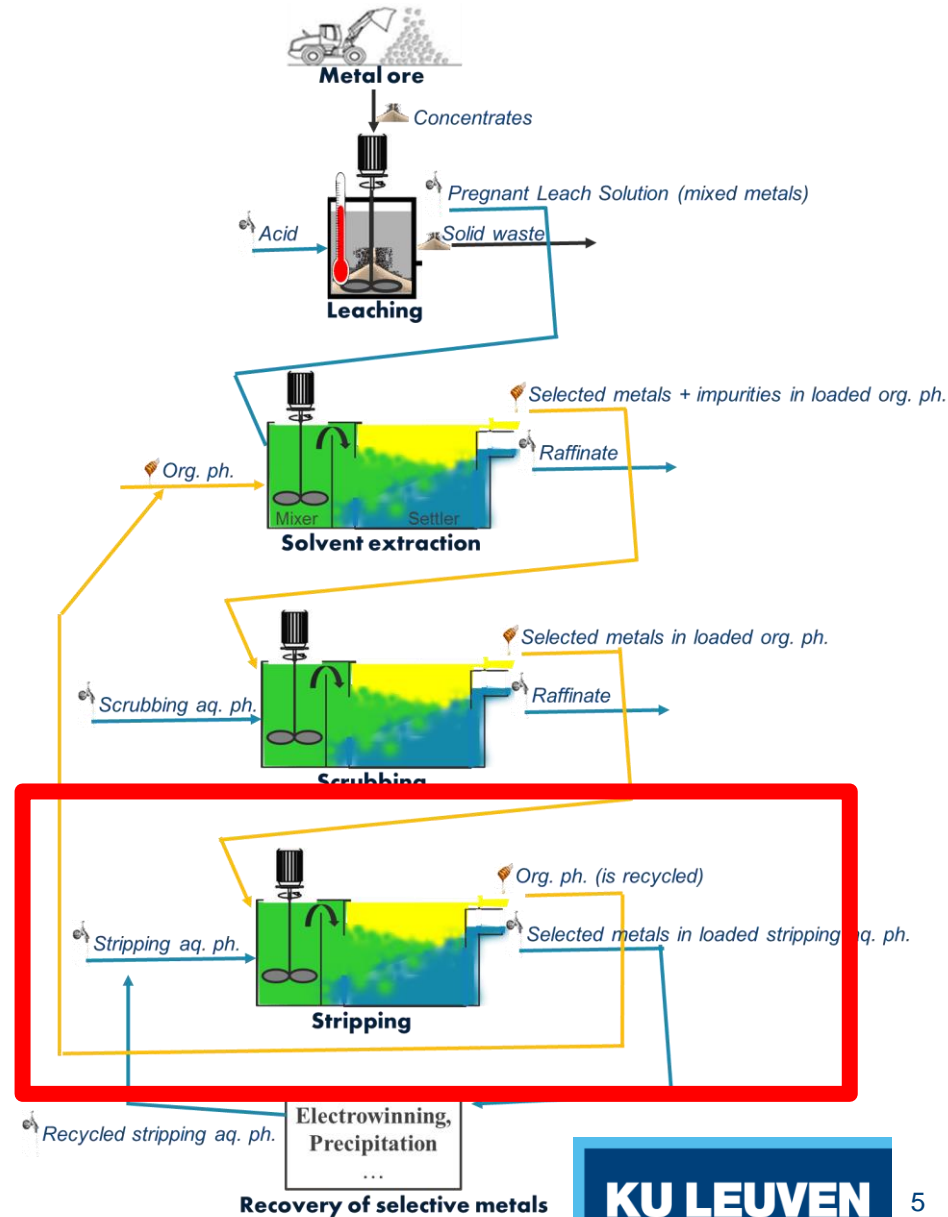 Metal ore
Concentrates
Pregnant Leach Solution (mixed metals)
Acid
Solid waste
Leaching
Selected metals + impurities in loaded org. ph.
Org. ph.
Raffinate
Mixer
Settler
Solvent extraction
Selected metals in loaded org. ph.
Scrubbing aq. ph.
Raffinate
Scrubbing
Org. ph. (is recycled)
Stripping aq. ph.
Selected metals in loaded stripping aq. ph.
Stripping
Electrowinning,
Precipitation
...
Recycled stripping aq. ph.
Recovery of selective metals
KU LEUVEN
5